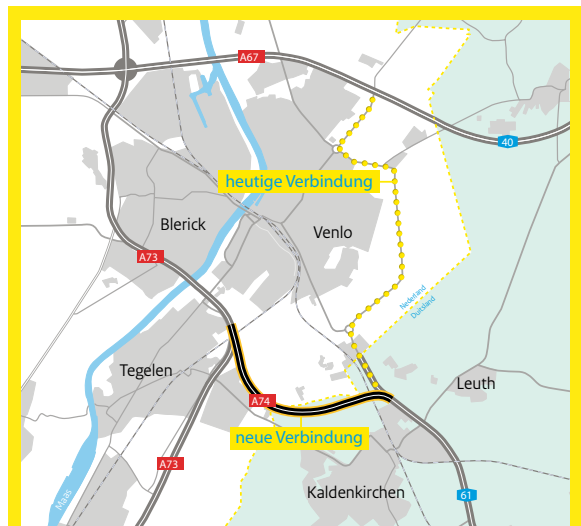 A67
40
heutige Verbindung
Blerick
Venlo
A73
Nederland
Duitsland
Tegelen
Leuth
A74
neue Verbindung
A73
Kaldenkirchen
61
Maas